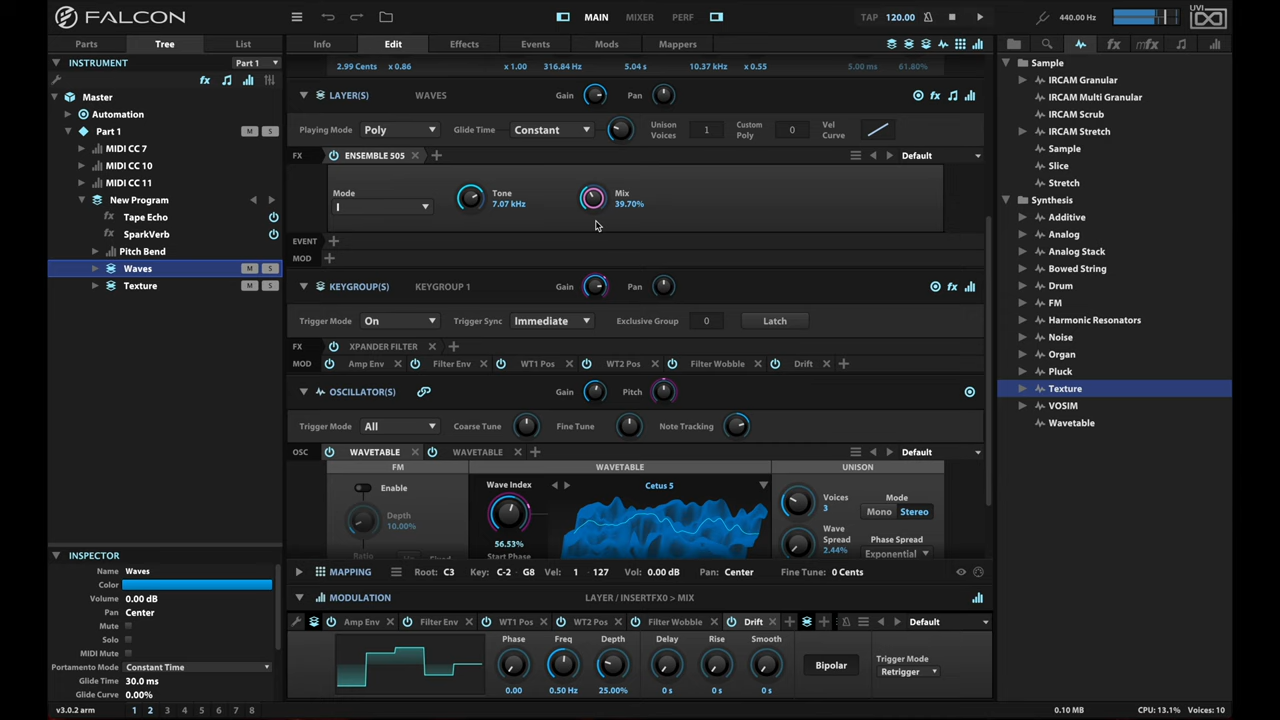 FALCON
MAIN MIXER PERF
TAP 120.00
440.00 Hz
UVI
Parts Tree List
Info Edit Effects Events Mods Mappers
INSTRUMENT Part 1
Master
Automation
Part 1 M S
MIDI CC 7
MIDI CC 10
MIDI CC 11
New Program
Tape Echo
SparkVerb
Pitch Bend
Waves M S
Texture M S
INSPECTOR
Name Waves
Color
Volume 0.00 dB
Pan Center
Mute
Solo
MIDI Mute
Portamento Mode Constant Time
Glide Time 30.0 ms
Glide Curve 0.00%
v3.0.2 arm 1 2 3 4 5 6 7 8
2.99 Cents x 0.86 x 1.00 316.84 Hz 5.04 s 10.37 kHz x 0.55 5.00 ms 61.80%
LAYER(S) WAVES Gain Pan
Playing Mode Poly Glide Time Constant Unison Voices 1 Custom Poly 0 Vel Curve
FX ENSEMBLE 505 Default
Mode
I
Tone
7.07 kHz
Mix
39.70%
EVENT
MOD
KEYGROUP(S) KEYGROUP 1 Gain Pan
Trigger Mode On Trigger Sync Immediate Exclusive Group 0 Latch
FX XPANDER FILTER
MOD Amp Env Filter Env WT1 Pos WT2 Pos Filter Wobble Drift
OSCILLATOR(S) Gain Pitch
Trigger Mode All Coarse Tune Fine Tune Note Tracking
OSC WAVETABLE WAVETABLE Default
FM WAVETABLE UNISON
Enable
Depth
10.00%
Ratio
Fixed
Wave Index
56.53%
Start Phase
Cetus 5
Voices
3
Mode
Mono Stereo
Wave Spread
2.44%
Phase Spread
Exponential
MAPPING Root: C3 Key: C-2 - G8 Vel: 1 127 Vol: 0.00 dB Pan: Center Fine Tune: 0 Cents
MODULATION LAYER / INSERTFX0 > MIX
Amp Env Filter Env WT1 Pos WT2 Pos Filter Wobble Drift Default
Phase
0.00
Freq
0.50 Hz
Depth
25.00%
Delay
0 s
Rise
0 s
Smooth
0 s
Bipolar
Trigger Mode
Retrigger
Sample
IRCAM Granular
IRCAM Multi Granular
IRCAM Scrub
IRCAM Stretch
Sample
Slice
Stretch
Synthesis
Additive
Analog
Analog Stack
Bowed String
Drum
FM
Harmonic Resonators
Noise
Organ
Pluck
Texture
VOSIM
Wavetable
0.10 MB
CPU: 13.1% Voices: 10